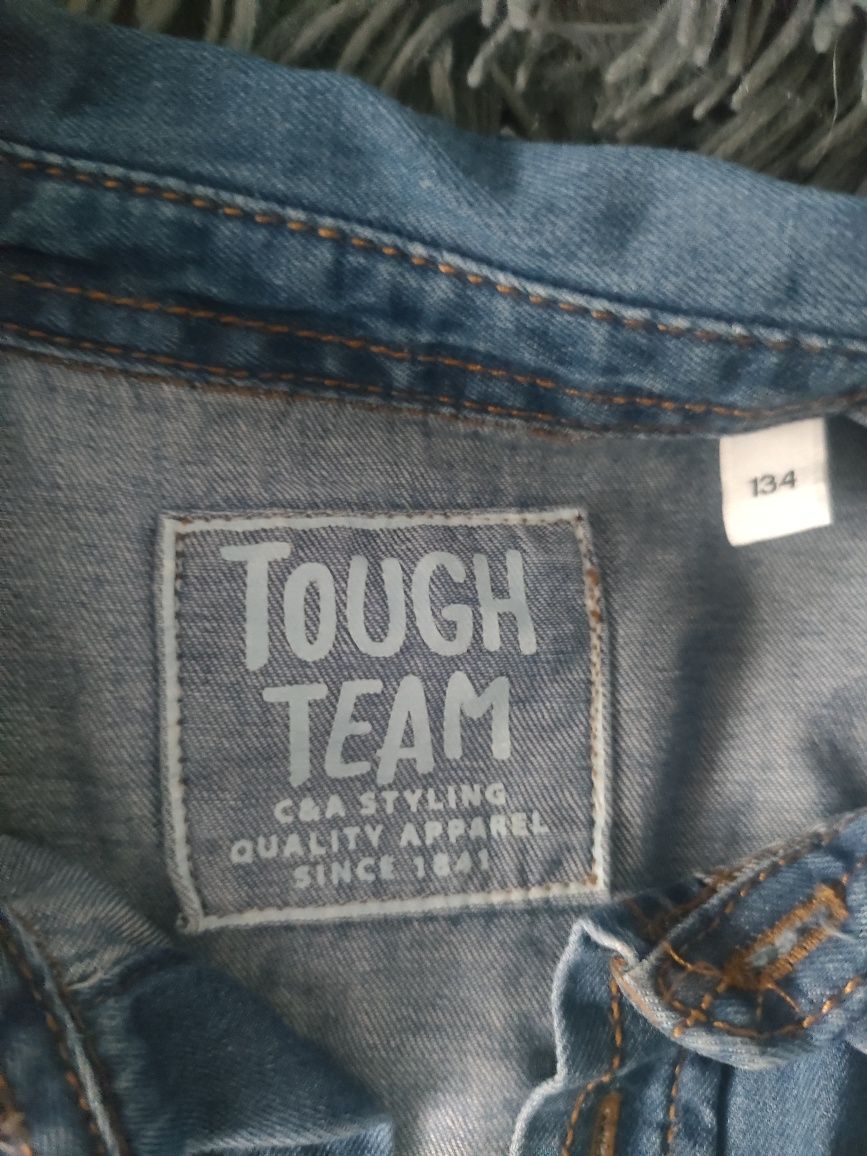 134
TOUGH
TEAM
C&A STYLING
QUALITY APPAREL
SINCE 1841